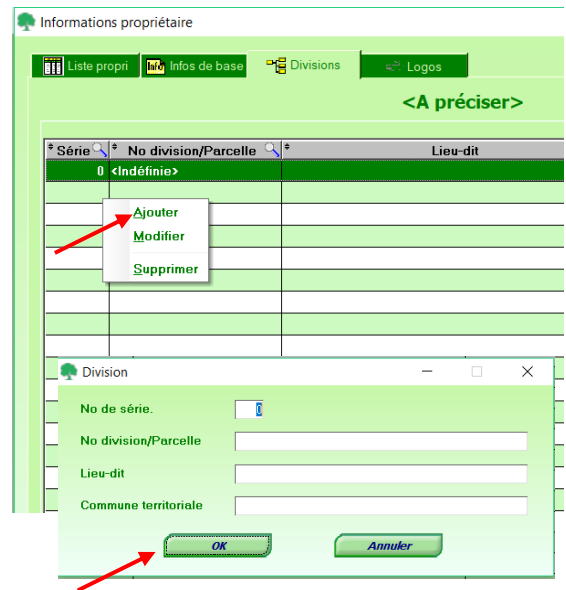 Informations propriétaire
Liste propri Info Infos de base Divisions Logos
<A préciser>
Série No division/Parcelle Lieu-dit
0 <Indéfinie>
Ajouter
Modifier
Supprimer
Division
No de série. 0
No division/Parcelle
Lieu-dit
Commune territoriale
OK Annuler